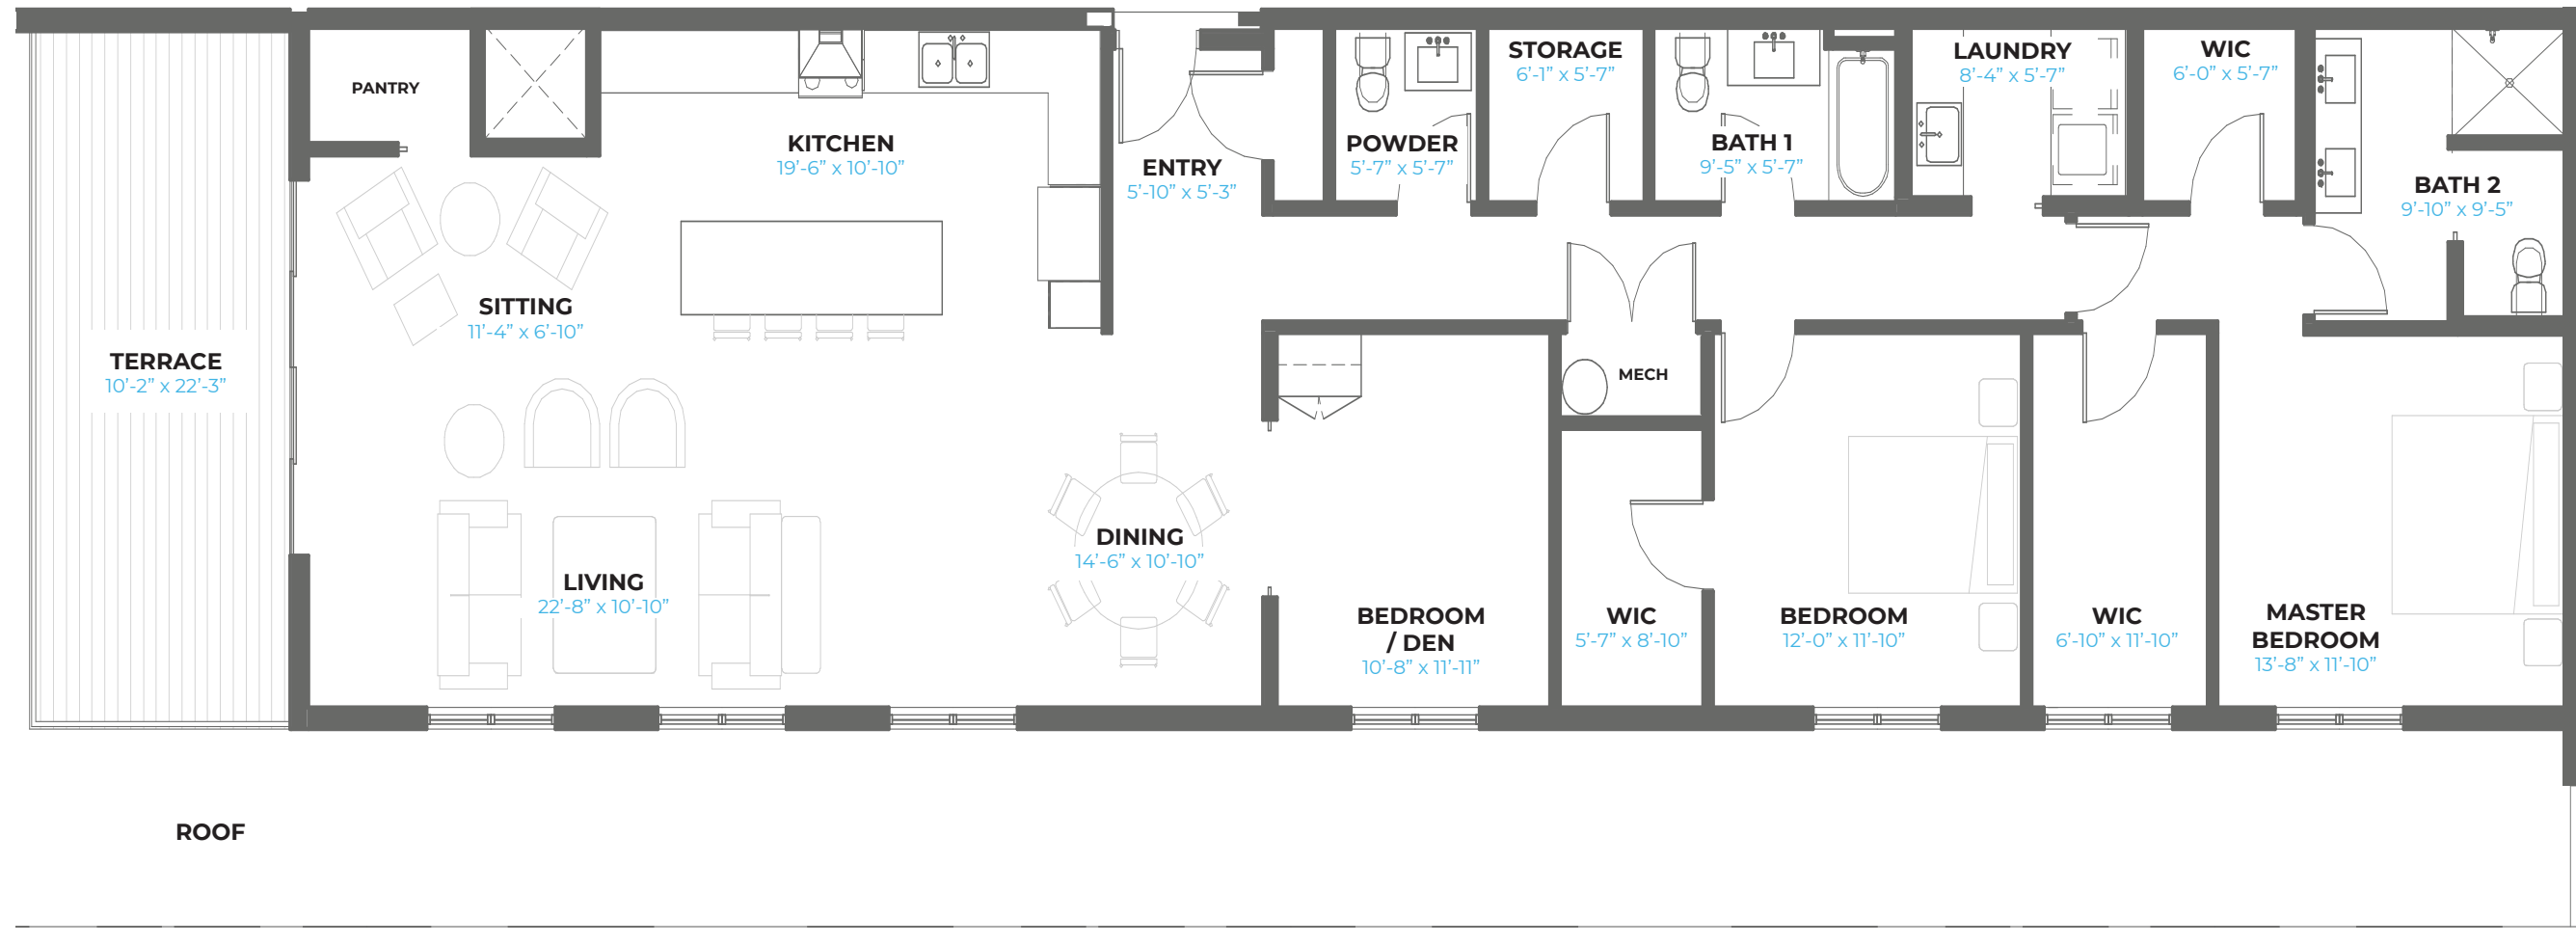 PANTRY
KITCHEN
19’-6” x 10’-10”
ENTRY
5’-10” x 5’-3”
POWDER
5’-7” x 5’-7”
STORAGE
6’-1” x 5’-7”
BATH 1
9’-5” x 5’-7”
LAUNDRY
8’-4” x 5’-7”
WIC
6’-0” x 5’-7”
BATH 2
9’-10” x 9’-5”
SITTING
11’-4” x 6’-10”
TERRACE
10’-2” x 22’-3”
MECH
DINING
14’-6” x 10’-10”
LIVING
22’-8” x 10’-10”
BEDROOM
/ DEN
10’-8” x 11’-11”
WIC
5’-7” x 8’-10”
BEDROOM
12’-0” x 11’-10”
WIC
6’-10” x 11’-10”
MASTER
BEDROOM
13’-8” x 11’-10”
ROOF